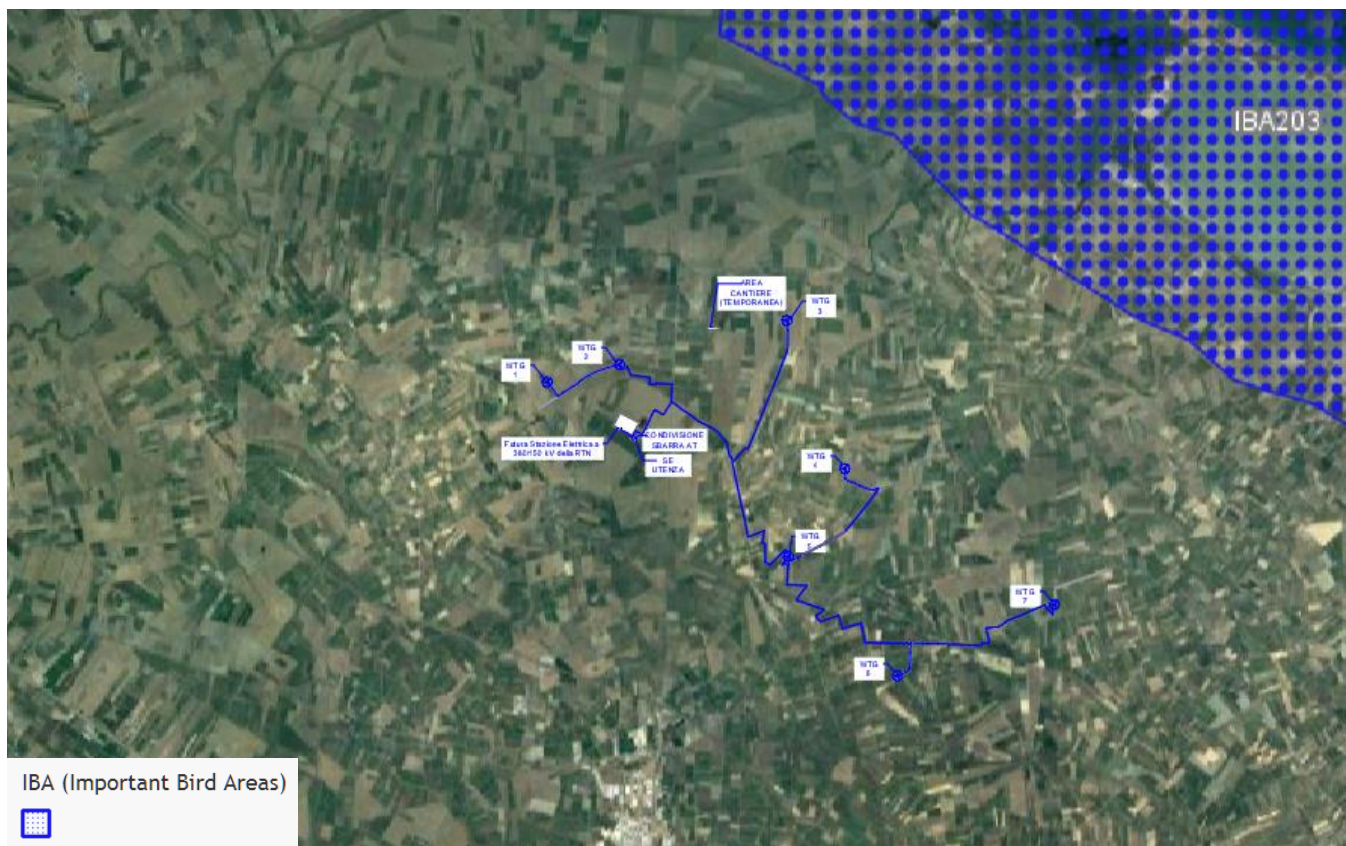 IBA203
AREA
CANTIERE
(TEMPORANEA)
WTG
3
WTG
2
WTG
1
Futura Stazione Elettrica a
380/150 kV della RTN
CONDIVISIONE
SBARRA AT
SE
UTENZA
WTG
4
WTG
5
WTG
7
WTG
6
IBA (Important Bird Areas)